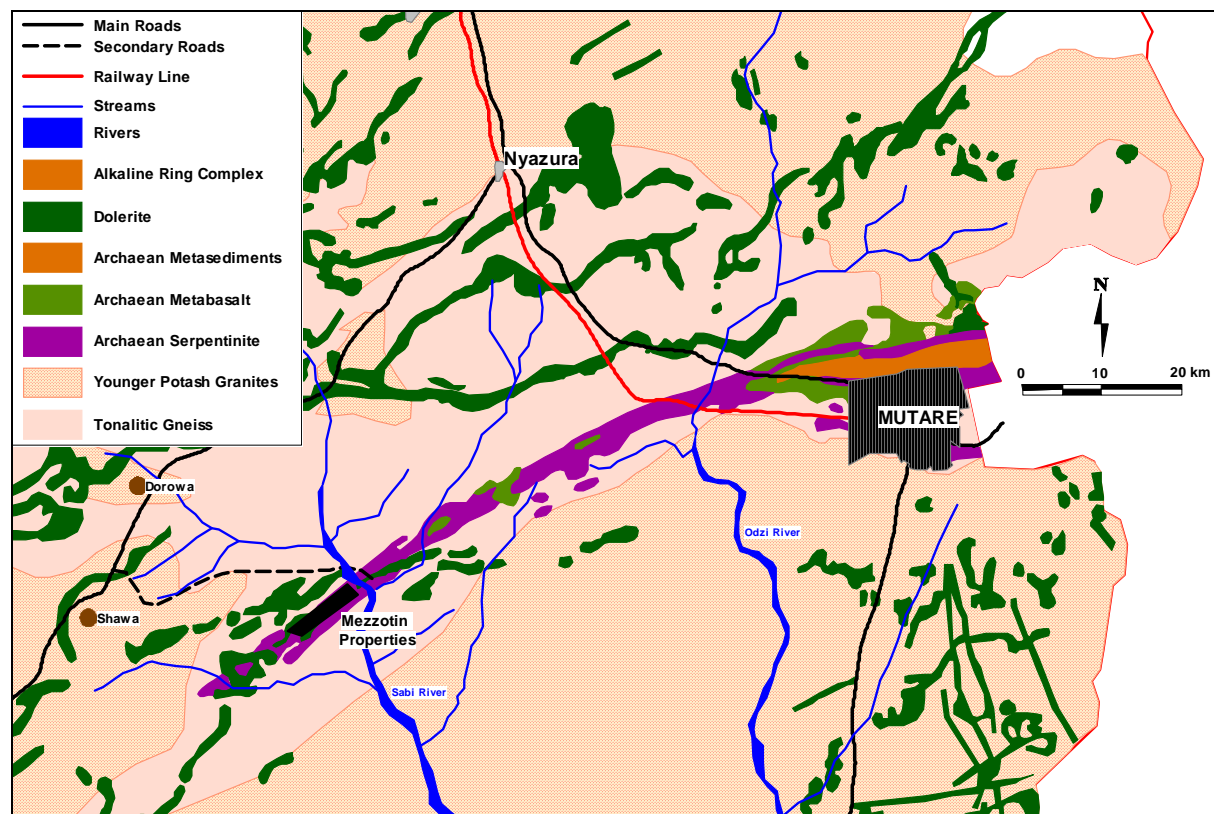 Main Roads
Secondary Roads
Railway Line
Streams
Rivers
Alkaline Ring Complex
Dolerite
Archaean Metasediments
Archaean Metabasalt
Archaean Serpentinite
Younger Potash Granites
Tonalitic Gneiss
Nyazura
N
0 10 20 km
MUTARE
Dorowa
Odzi River
Shawa
Mezzotin
Properties
Sabi River